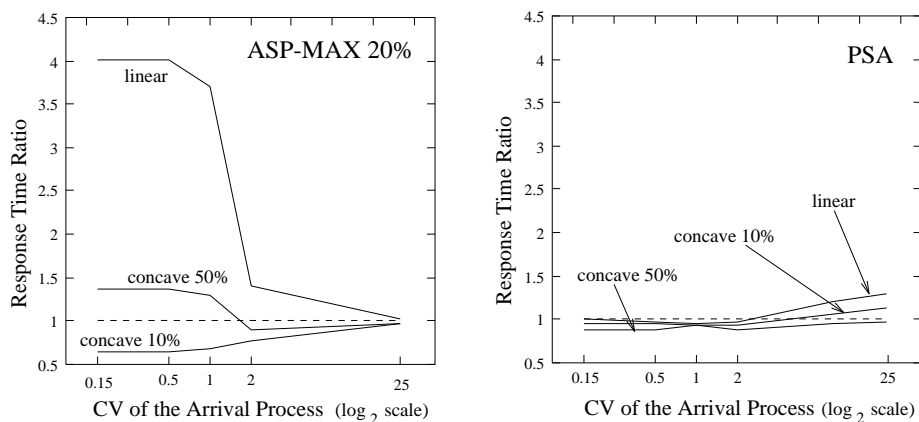 ASP-MAX 20%
Response Time Ratio
4.5
4
3.5
3
2.5
2
1.5
1
0.5
linear
concave 50%
concave 10%
0.15 0.5 1 2 25
CV of the Arrival Process (log 2 scale)
PSA
Response Time Ratio
4.5
4
3.5
3
2.5
2
1.5
1
0.5
linear
concave 10%
concave 50%
0.15 0.5 1 2 25
CV of the Arrival Process (log 2 scale)